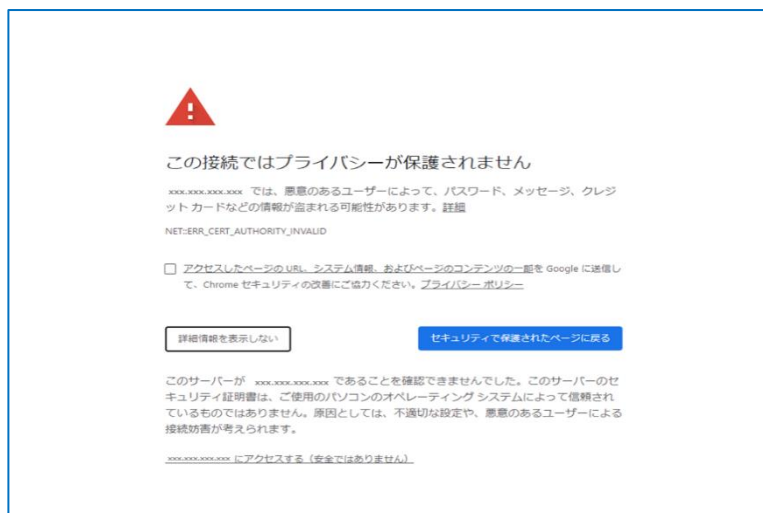 この接続ではプライバシーが保護されません
xxx.xxx.xxx.xxx では、悪意のあるユーザーによって、パスワード、メッセージ、クレジ
ット カードなどの情報が盗まれる可能性があります。詳細
NET::ERR_CERT_AUTHORITY_INVALID
アクセスしたページの URL、システム情報、およびページのコンテンツの一部を Google に送信し
て、Chrome セキュリティの改善にご協力ください。プライバシー ポリシー
詳細情報を表示しない
セキュリティで保護されたページに戻る
このサーバーが xxx.xxx.xxx.xxx であることを確認できませんでした。このサーバーのセ
キュリティ証明書は、ご使用のパソコンのオペレーティング システムによって信頼され
ているものではありません。原因としては、不適切な設定や、悪意のあるユーザーによる
接続妨害が考えられます。
xxx.xxx.xxx.xxx にアクセスする（安全ではありません）